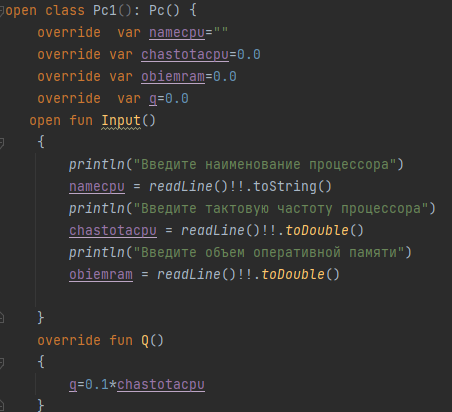 open class Pc1(): Pc() {
override  var namecpu=""
override var chastotacpu=0.0
override var obiemram=0.0
override  var q=0.0
open fun Input()
{
println("Введите наименование процессора")
namecpu = readLine()!!.toString()
println("Введите тактовую частоту процессора")
chastotacpu = readLine()!!.toDouble()
println("Введите объем оперативной памяти")
obiemram = readLine()!!.toDouble()
}
override fun Q()
{
q=0.1*chastotacpu
}